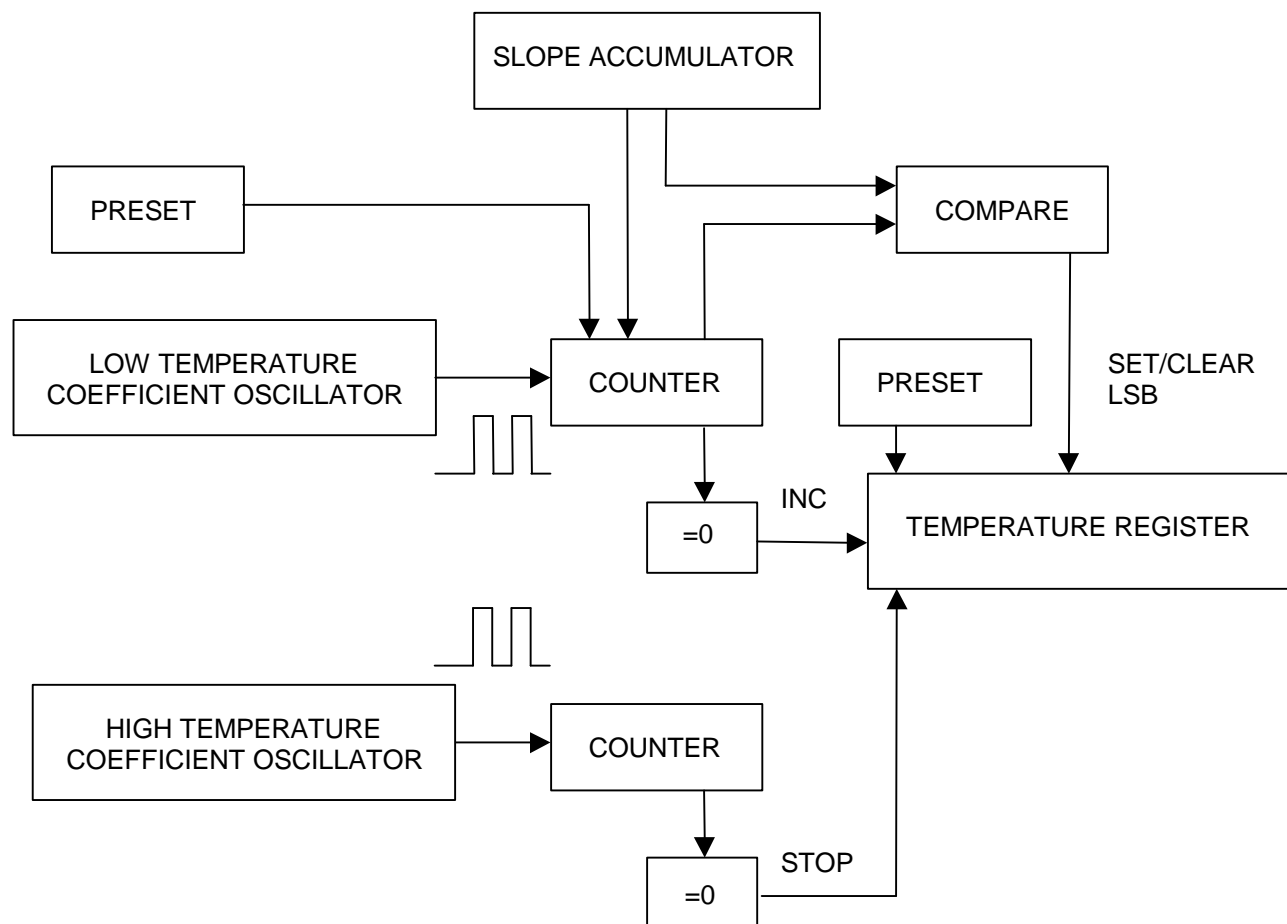 SLOPE ACCUMULATOR
PRESET
COMPARE
LOW TEMPERATURE
COEFFICIENT OSCILLATOR
COUNTER
PRESET
SET/CLEAR
LSB
=0
INC
TEMPERATURE REGISTER
HIGH TEMPERATURE
COEFFICIENT OSCILLATOR
COUNTER
=0
STOP